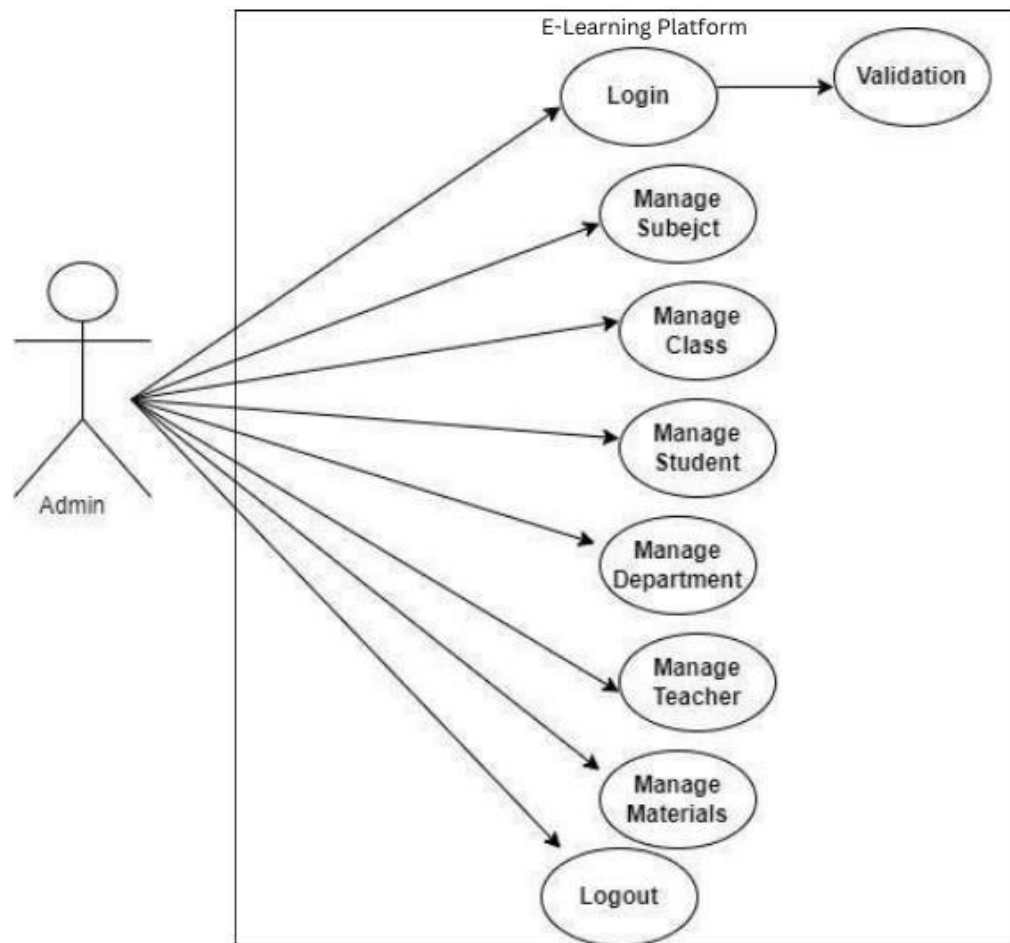 E-Learning Platform
Login
Validation
Manage
Subejct
Manage
Class
Manage
Student
Admin
Manage
Department
Manage
Teacher
Manage
Materials
Logout